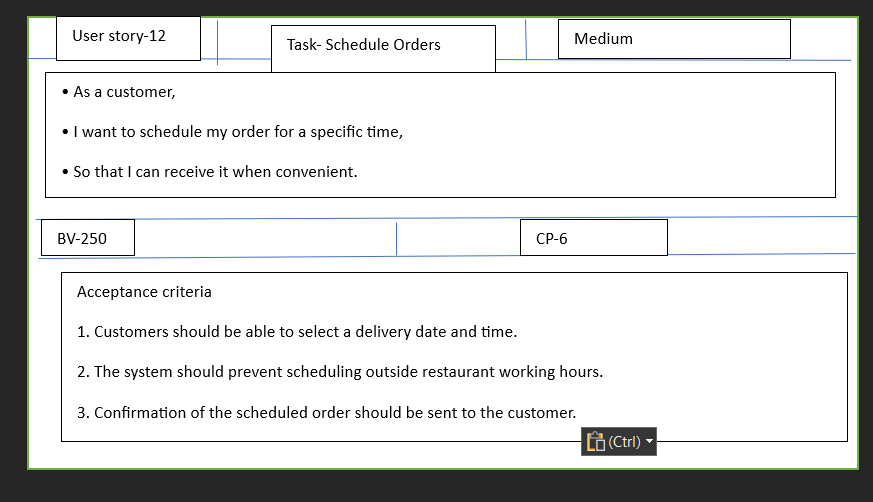 User story-12
Task- Schedule Orders
Medium
• As a customer,
• I want to schedule my order for a specific time,
• So that I can receive it when convenient.
BV-250
CP-6
Acceptance criteria
1. Customers should be able to select a delivery date and time.
2. The system should prevent scheduling outside restaurant working hours.
3. Confirmation of the scheduled order should be sent to the customer.
(Ctrl)